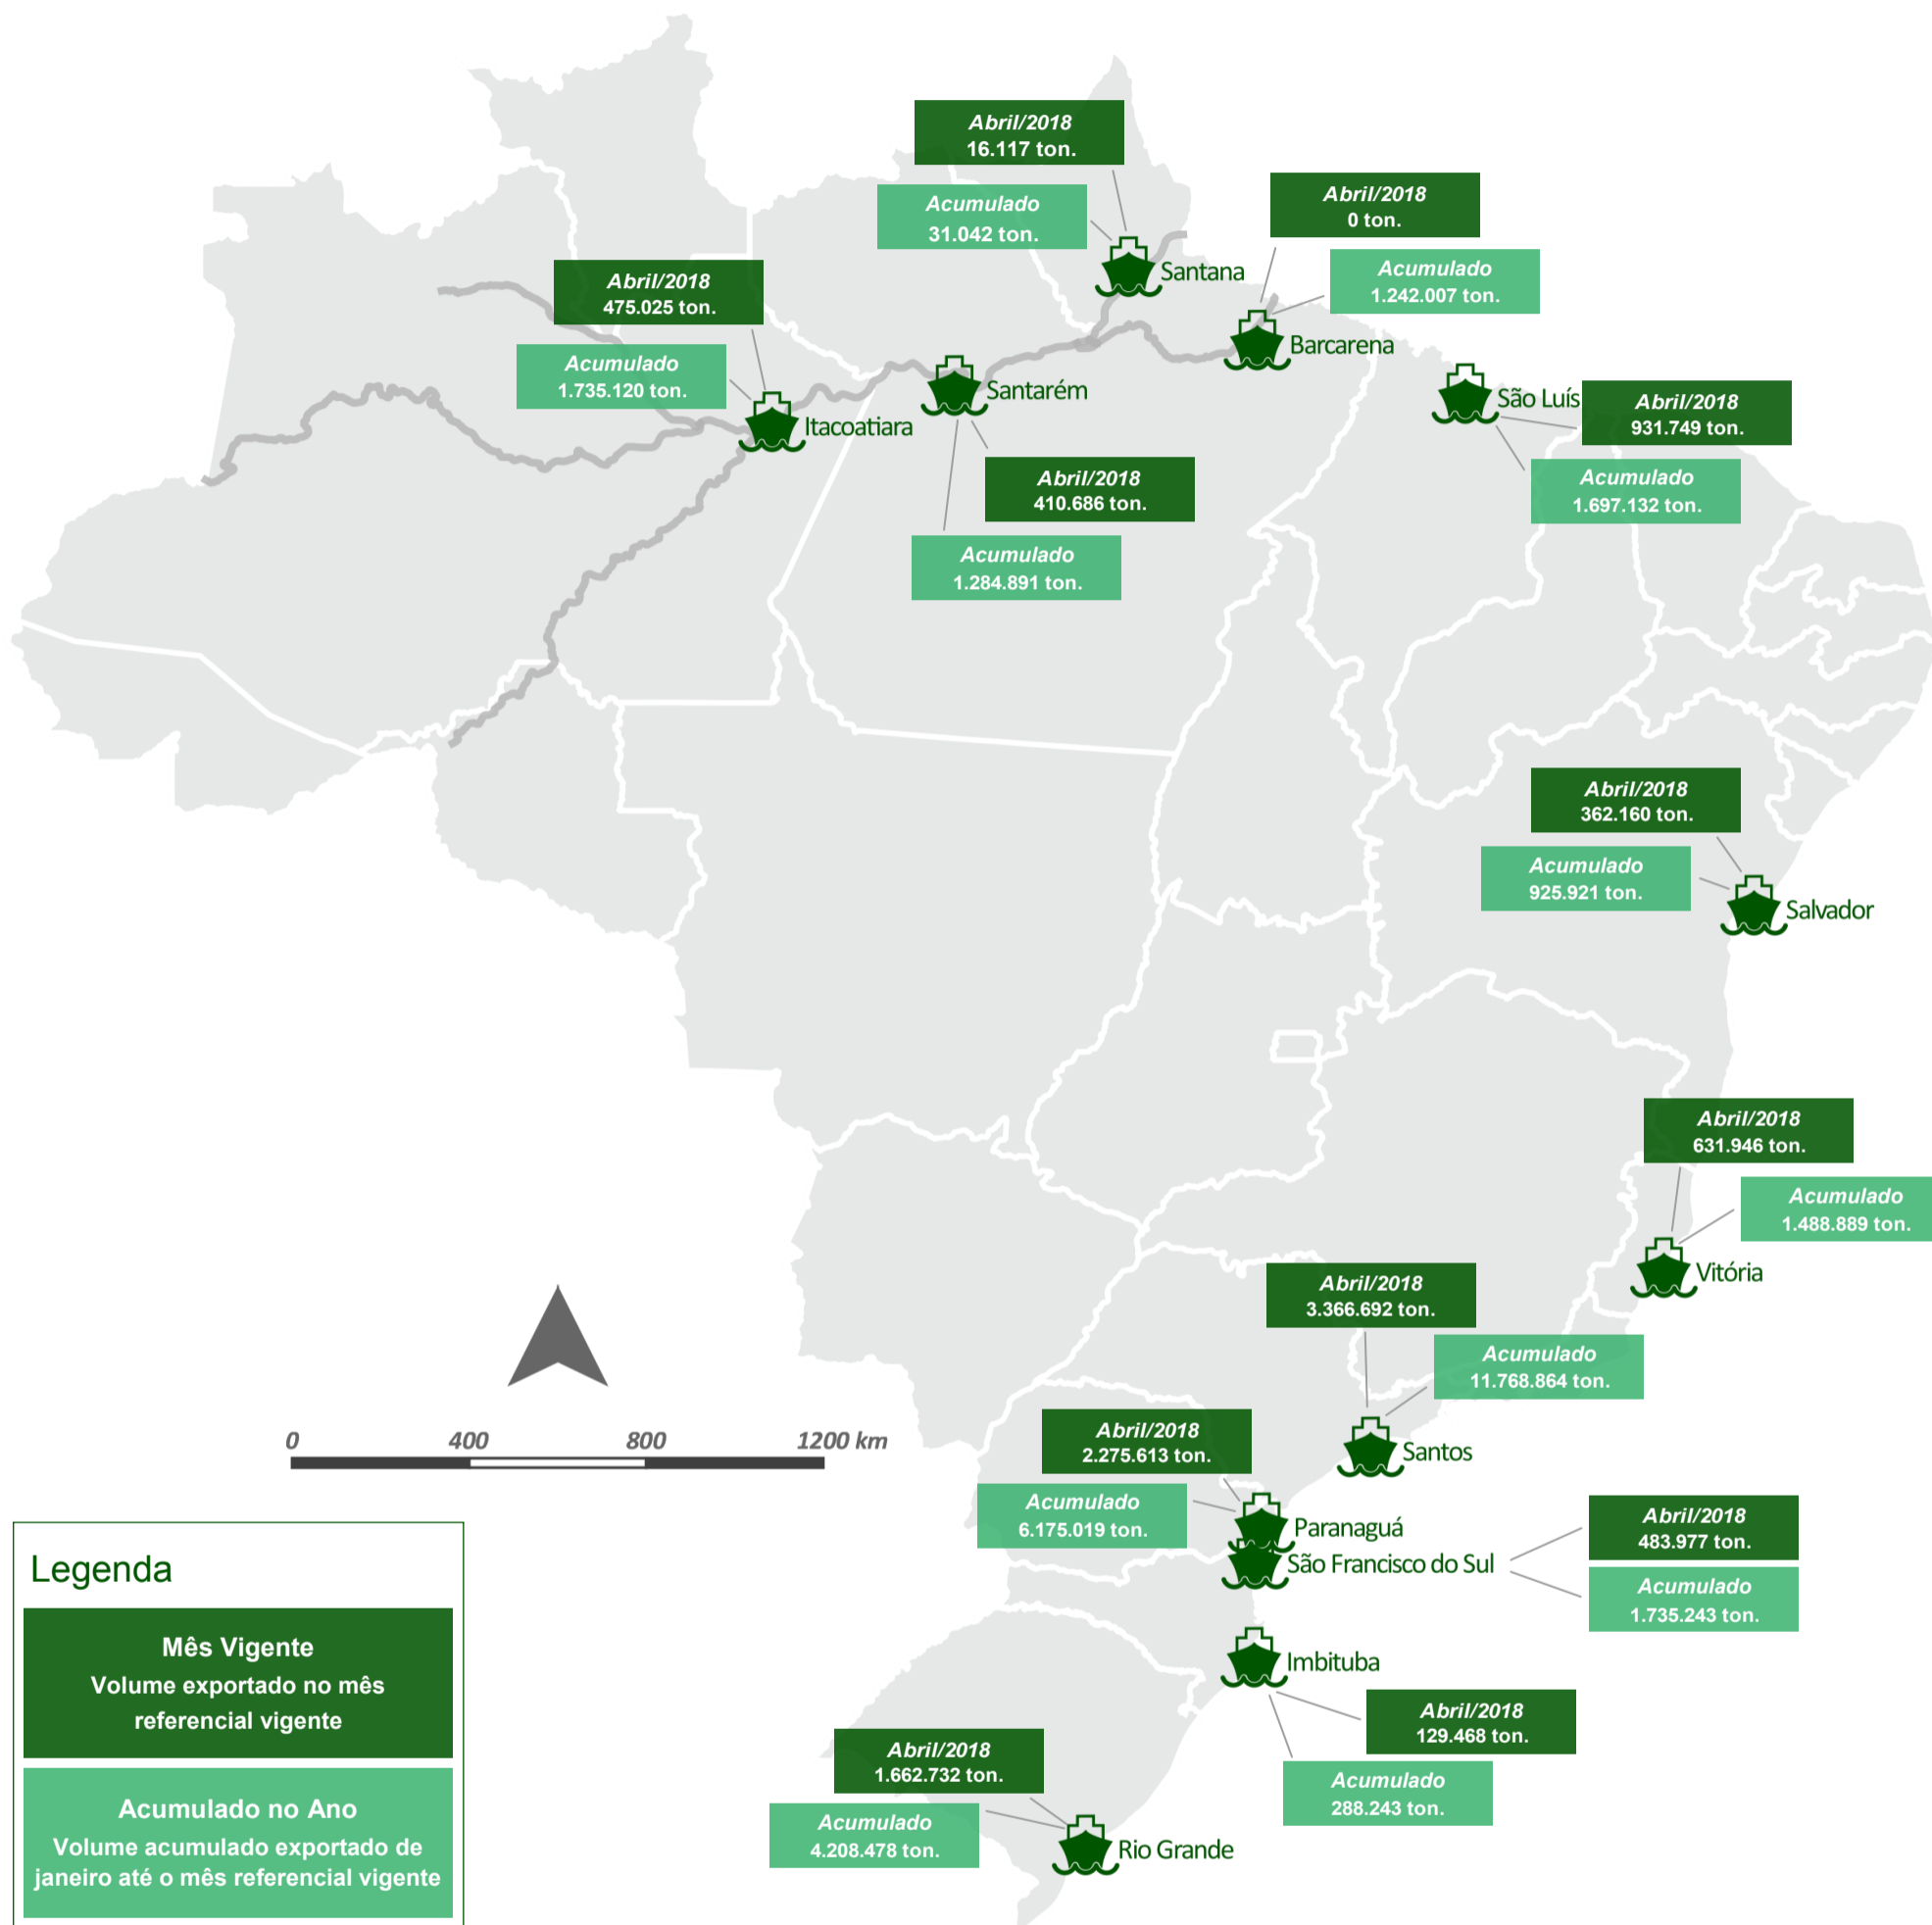 Abril/2018
16.117 ton.
Acumulado
31.042 ton.
Santana
Abril/2018
0 ton.
Acumulado
1.242.007 ton.
Barcarena
Abril/2018
475.025 ton.
Acumulado
1.735.120 ton.
Itacoatiara
Santarém
Abril/2018
410.686 ton.
Acumulado
1.284.891 ton.
São Luís
Abril/2018
931.749 ton.
Acumulado
1.697.132 ton.
Abril/2018
362.160 ton.
Acumulado
925.921 ton.
Salvador
Abril/2018
631.946 ton.
Acumulado
1.488.889 ton.
Vitória
Abril/2018
3.366.692 ton.
Acumulado
11.768.864 ton.
Santos
Abril/2018
2.275.613 ton.
Acumulado
6.175.019 ton.
Paranaguá
São Francisco do Sul
Abril/2018
483.977 ton.
Acumulado
1.735.243 ton.
Imbituba
Abril/2018
129.468 ton.
Acumulado
288.243 ton.
Abril/2018
1.662.732 ton.
Acumulado
4.208.478 ton.
Rio Grande
0 400 800 1200 km
Legenda
Mês Vigente
Volume exportado no mês
referencial vigente
Acumulado no Ano
Volume acumulado exportado de
janeiro até o mês referencial vigente